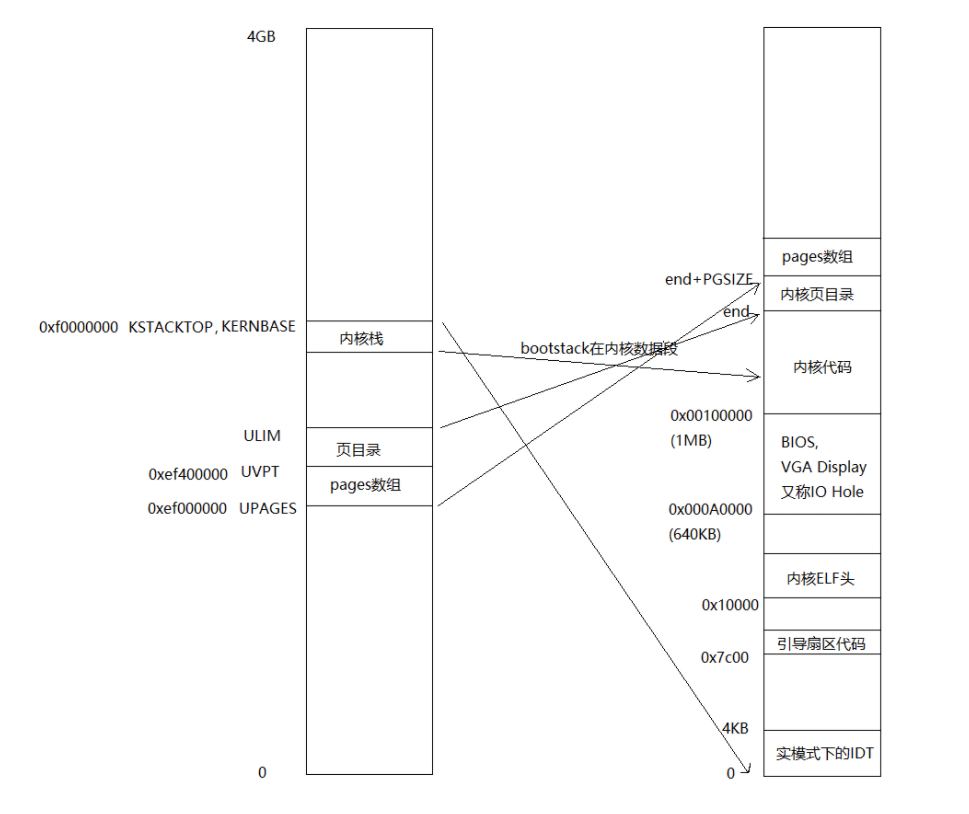 4GB
0xf0000000 KSTACKTOP, KERNBASE
内核栈
ULIM
页目录
0xef400000 UVPT
pages数组
0xef000000 UPAGES
0
bootstack在内核数据段
pages数组
end+PGSIZE
内核页目录
end
内核代码
0x00100000
(1MB)
BIOS,
VGA Display
又称IO Hole
0x000A0000
(640KB)
内核ELF头
0x10000
引导扇区代码
0x7c00
4KB
实模式下的IDT
0